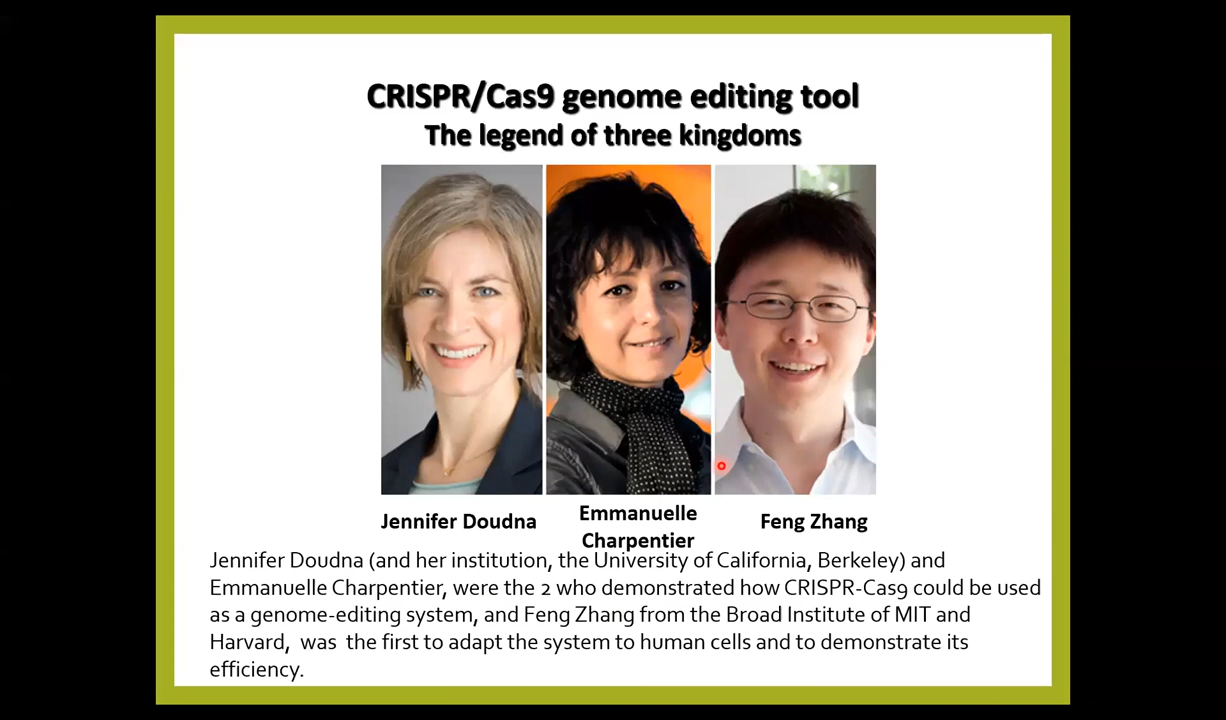 CRISPR/Cas9 genome editing tool
The legend of three kingdoms
Jennifer Doudna
Emmanuelle
Charpentier
Feng Zhang
Jennifer Doudna (and her institution, the University of California, Berkeley) and
Emmanuelle Charpentier, were the 2 who demonstrated how CRISPR-Cas9 could be used
as a genome-editing system, and Feng Zhang from the Broad Institute of MIT and
Harvard, was the first to adapt the system to human cells and to demonstrate its
efficiency.